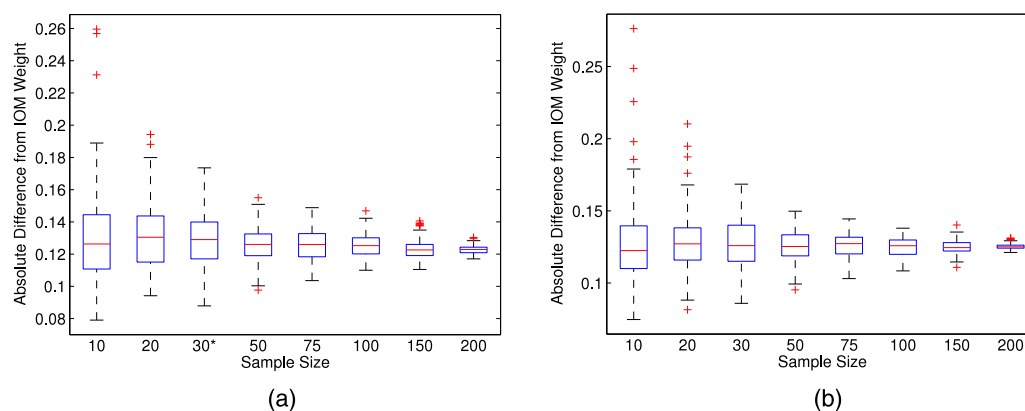 Absolute Difference from IOM Weight
0.26
0.24
0.22
0.2
0.18
0.16
0.14
0.12
0.1
0.08
10 20 30* 50 75 100 150 200
Sample Size
(a)
Absolute Difference from IOM Weight
0.25
0.2
0.15
0.1
10 20 30 50 75 100 150 200
Sample Size
(b)